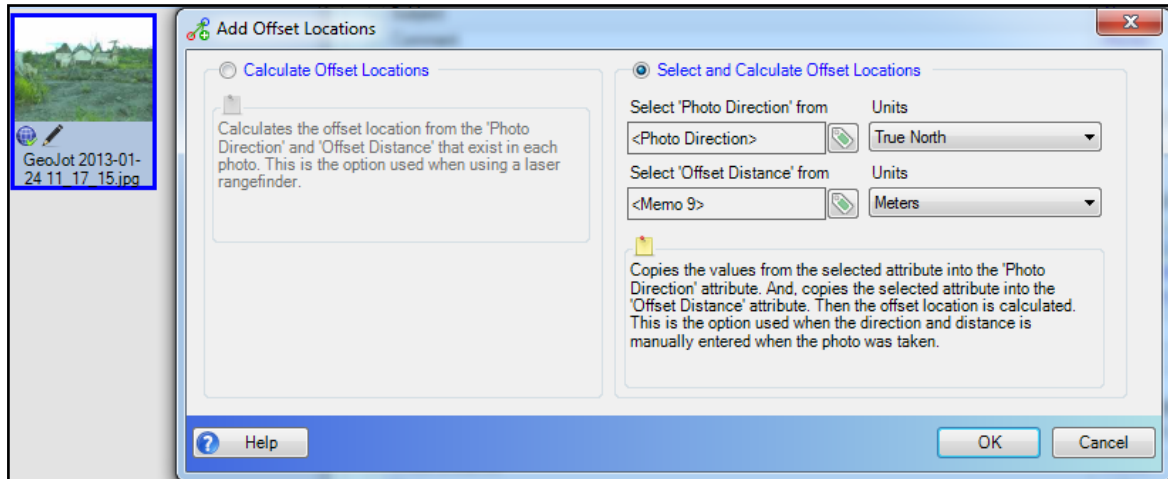 Add Offset Locations
GeoJot 2013-01-
24 11_17_15.jpg
Calculate Offset Locations
Calculates the offset location from the 'Photo
Direction' and 'Offset Distance' that exist in each
photo. This is the option used when using a laser
rangefinder.
Select and Calculate Offset Locations
Select 'Photo Direction' from Units
<Photo Direction> True North
Select 'Offset Distance' from Units
<Memo 9> Meters
Copies the values from the selected attribute into the 'Photo
Direction' attribute. And, copies the selected attribute into the
'Offset Distance' attribute. Then the offset location is calculated.
This is the option used when the direction and distance is
manually entered when the photo was taken.
Help OK Cancel